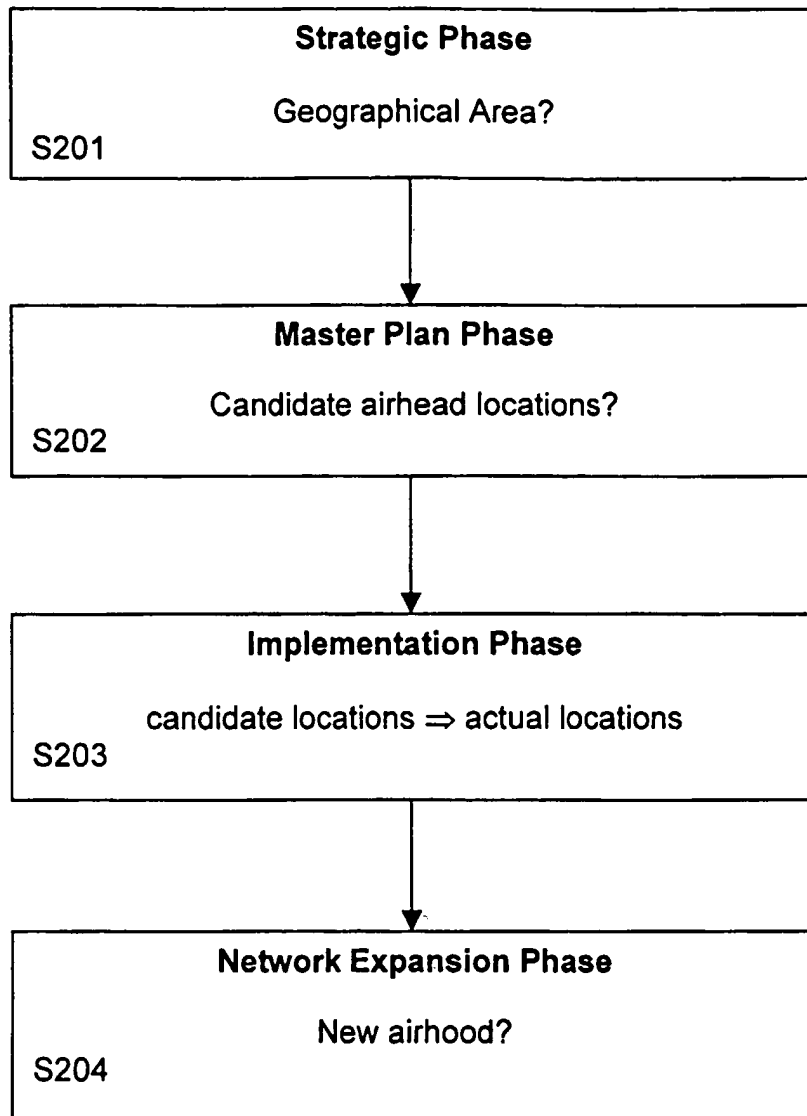 Strategic Phase
Geographical Area?
S201
Master Plan Phase
Candidate airhead locations?
S202
Implementation Phase
candidate locations ⇒ actual locations
S203
Network Expansion Phase
New airhood?
S204